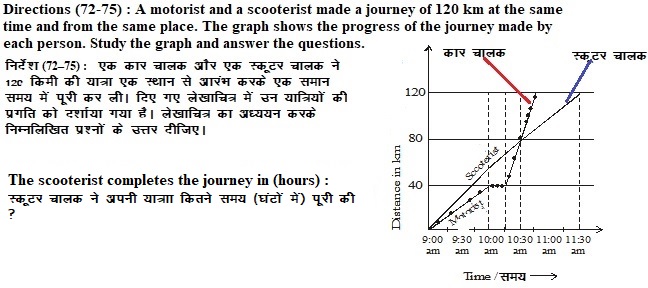 Directions (72-75) : A motorist and a scooterist made a journey of 120 km at the same
time and from the same place. The graph shows the progress of the journey made by
each person. Study the graph and answer the questions.
निर्देश (72–75) : एक कार चालक और एक स्कूटर चालक ने
120 किमी की यात्रा एक स्थान से आरंभ करके एक समान
समय में पूरी कर ली। दिए गए लेखाचित्र में उन यात्रियों की
प्रगति को दर्शाया गया है। लेखाचित्र का अध्ययन करके
निम्नलिखित प्रश्नों के उत्तर दीजिए।
The scooterist completes the journey in (hours) :
स्कूटर चालक ने अपनी यात्राा कितने समय (घंटों में) पूरी की
?
कार चालक
स्कूटर चालक
120
80
40
Distance in km
Scooterist
Motorist
9:00 9:30 10:00 10:30 11:00 11:30
am am am am am am
Time /समय